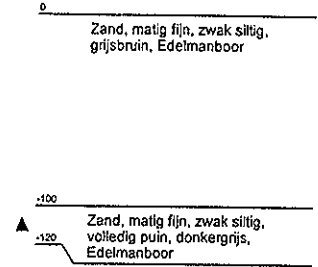 0
Zand, matig fijn, zwak siltig,
grijsbruin, Edelmanboor
-100
Zand, matig fijn, zwak siltig,
-120
volledig puin, donkergrijs,
Edelmanboor